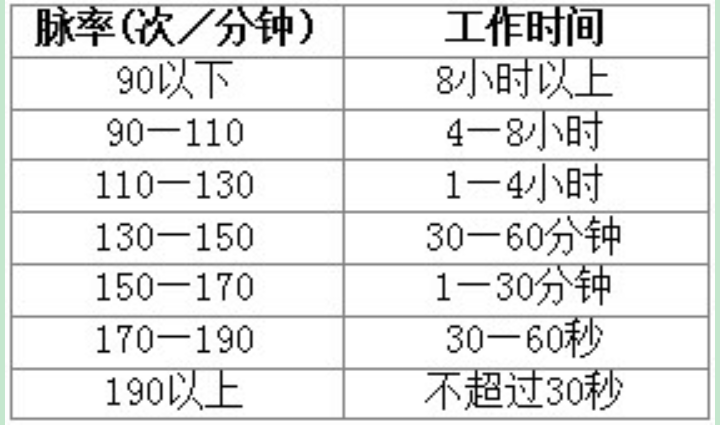 脉率(次／分钟) 工作时间
90以下 8小时以上
90—110 4—8小时
110—130 1—4小时
130—150 30—60分钟
150—170 1—30分钟
170—190 30—60秒
190以上 不超过30秒